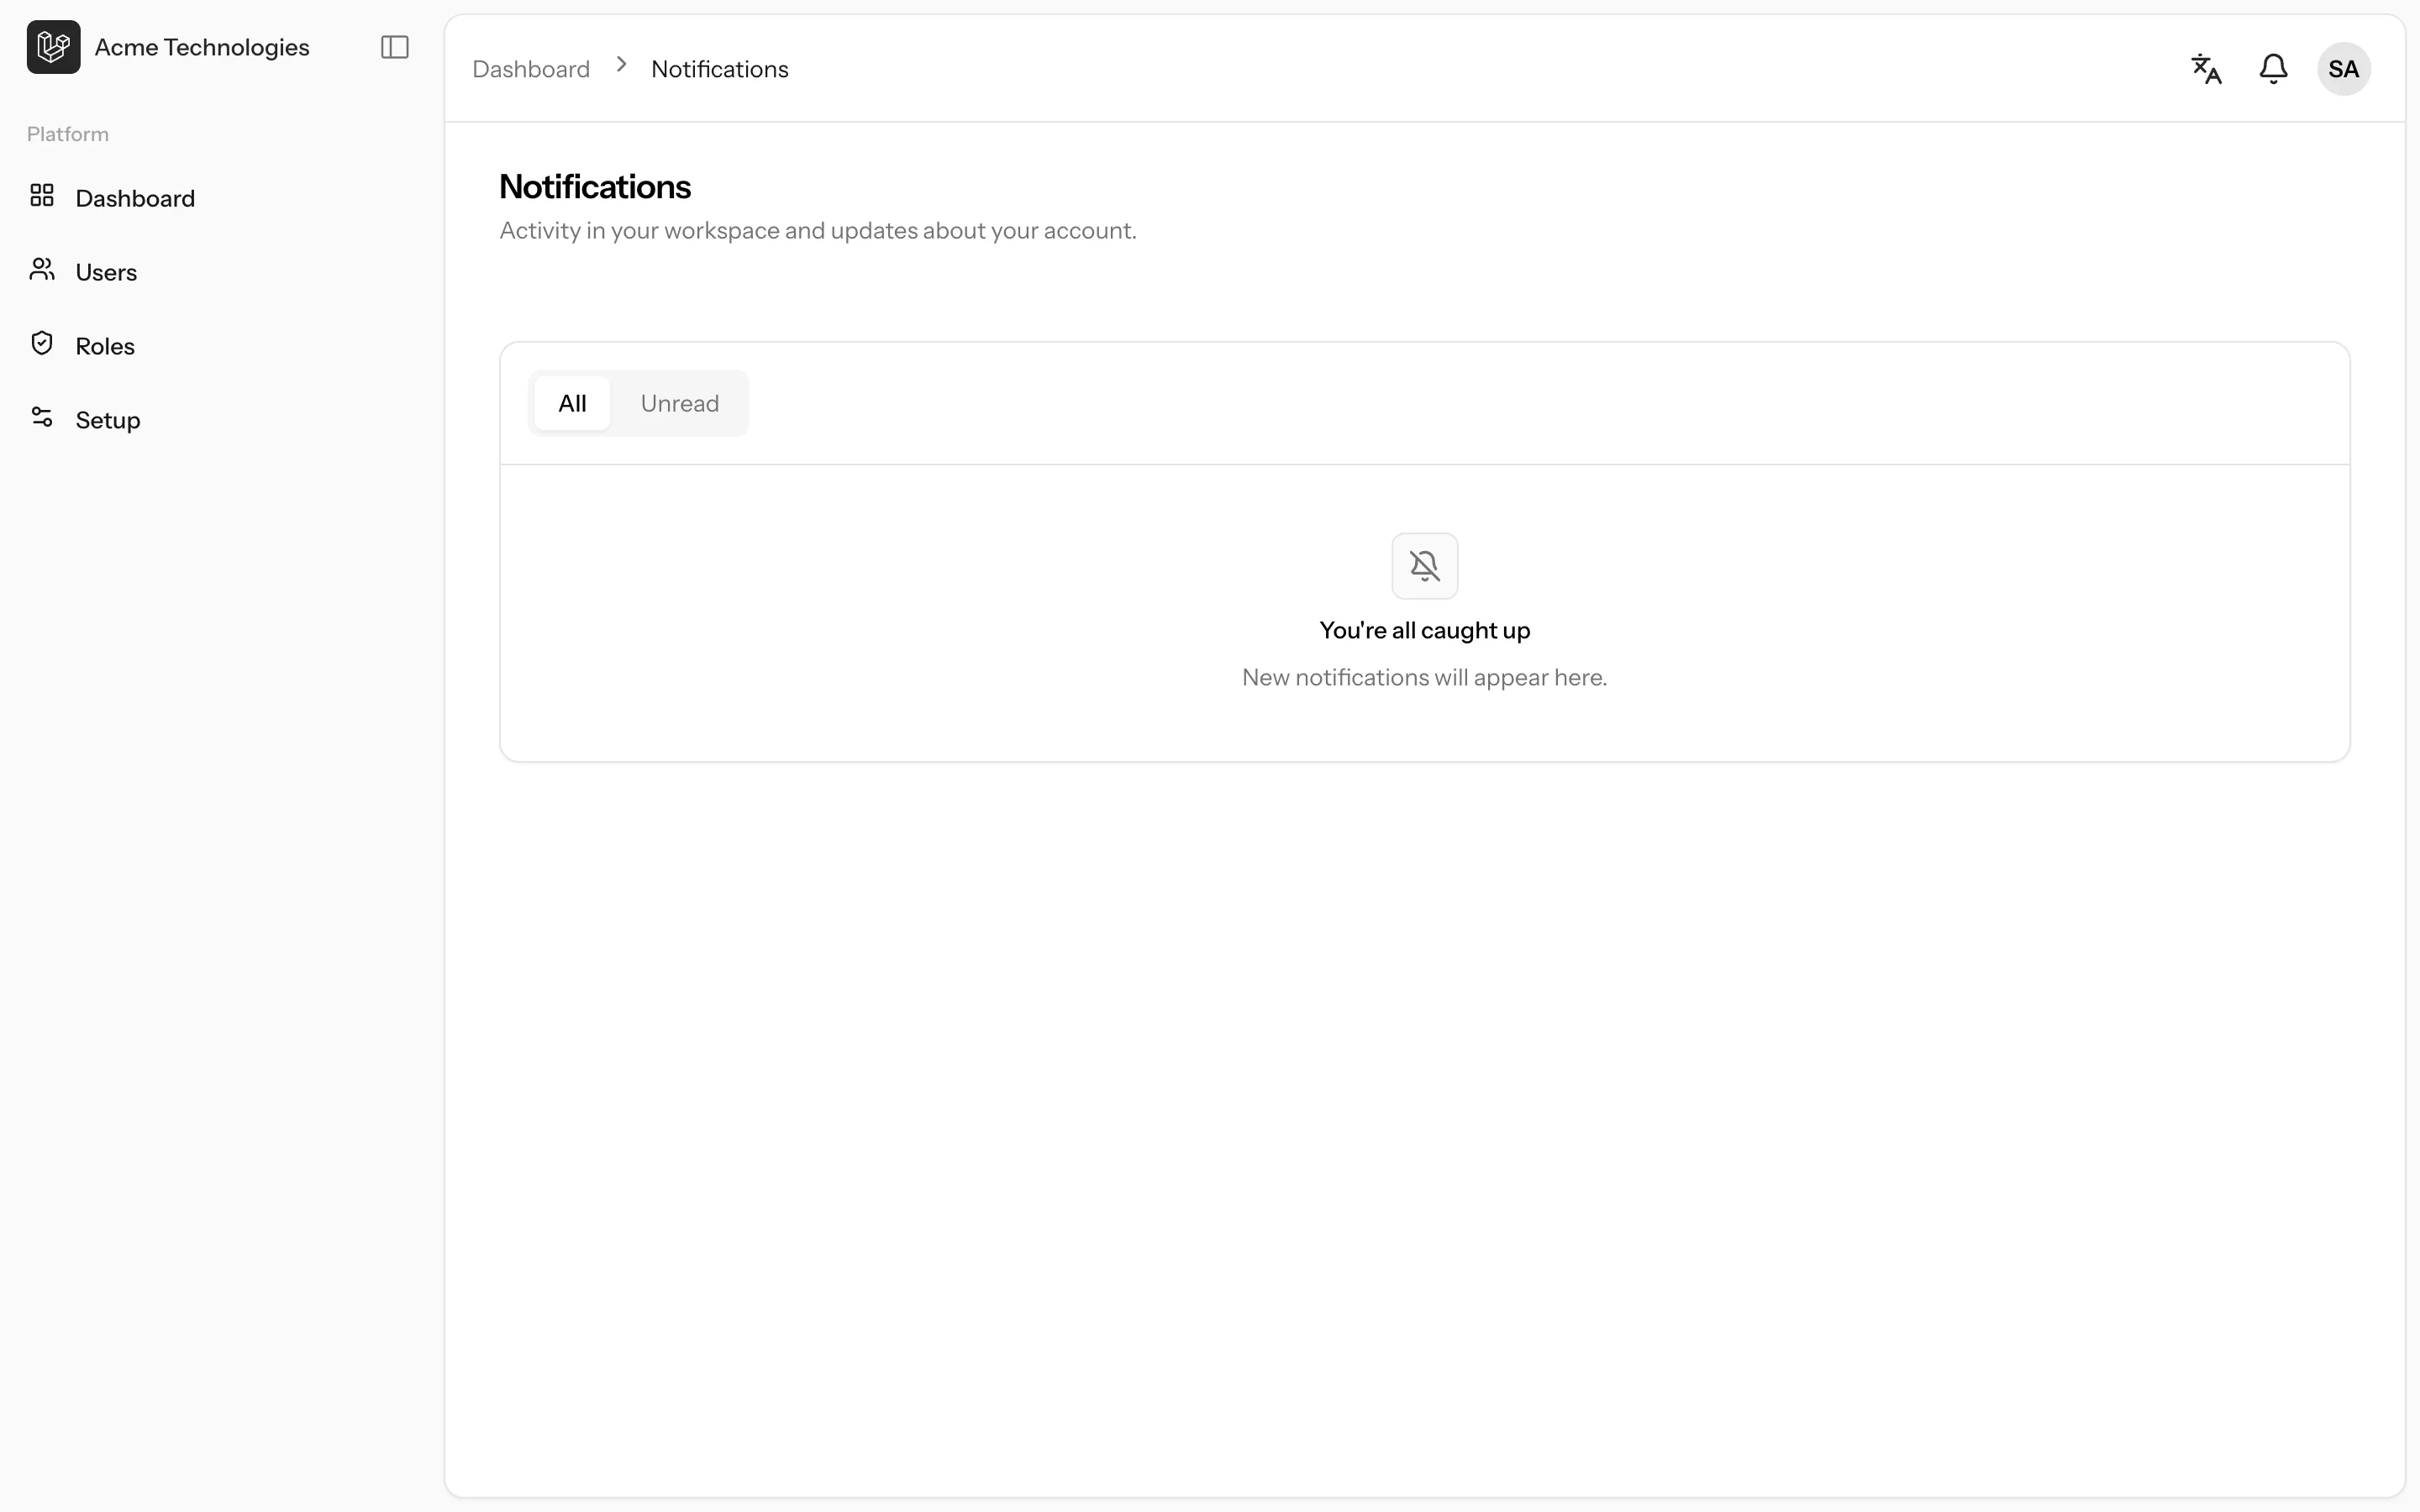 Acme Technologies
Platform
Dashboard
Users
Roles
Setup
Dashboard > Notifications
SA
Notifications
Activity in your workspace and updates about your account.
All Unread
You're all caught up
New notifications will appear here.